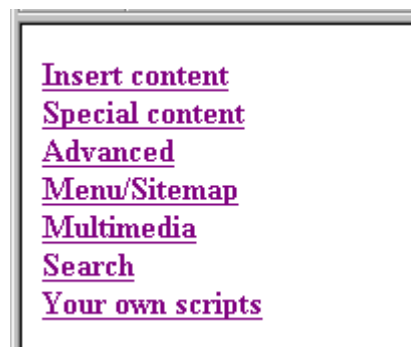 Insert content
Special content
Advanced
Menu/Sitemap
Multimedia
Search
Your own scripts